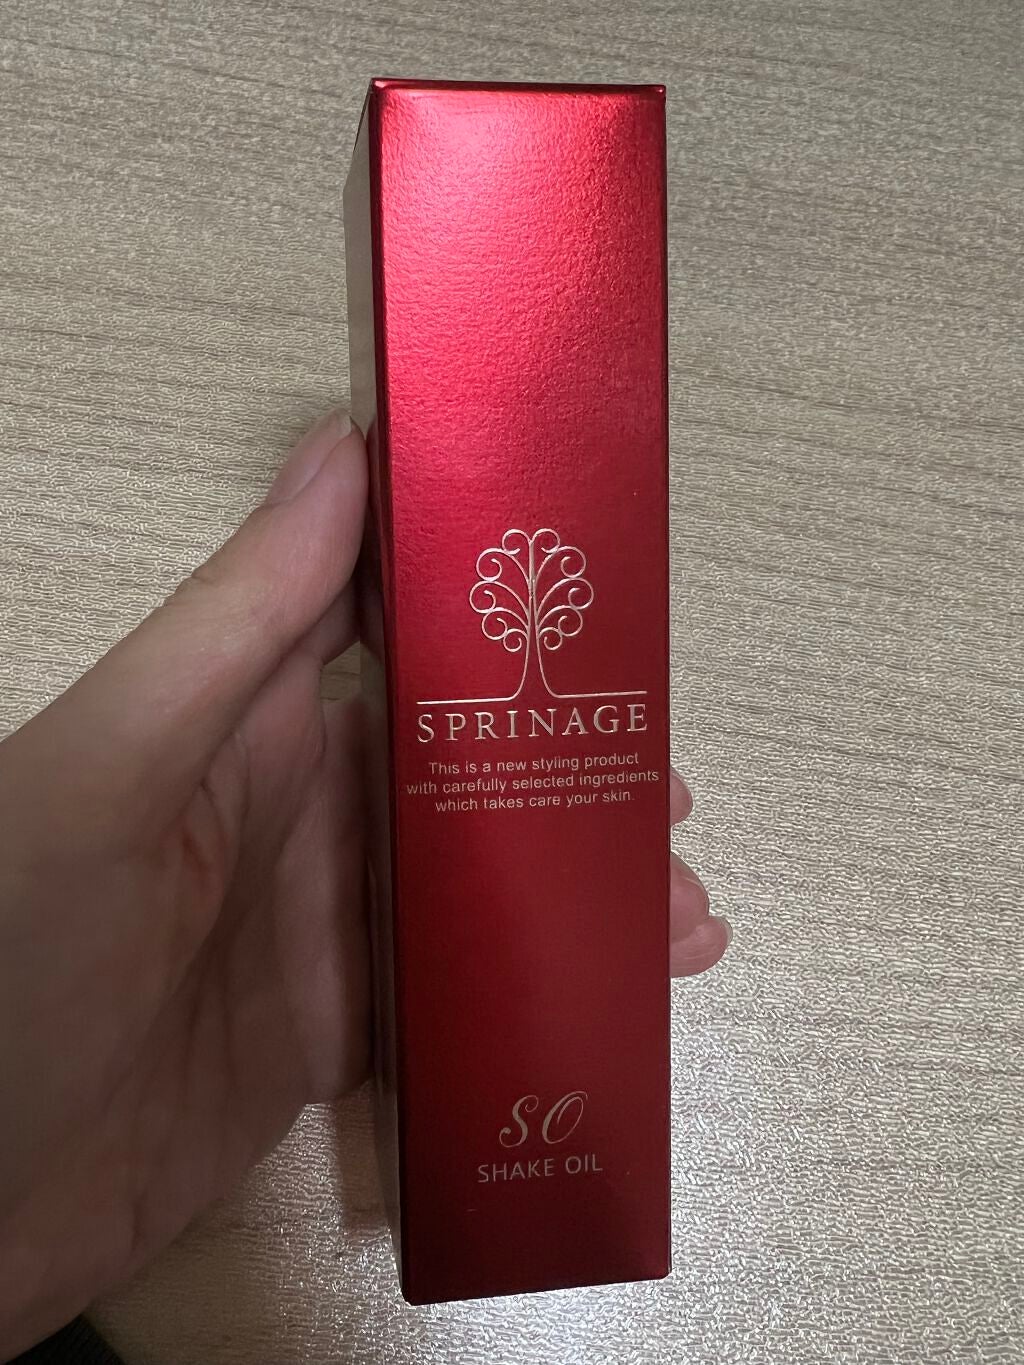 SPRINAGE
This is a new styling product
with carefully selected ingredients
which takes care your skin.
SO
SHAKE OIL